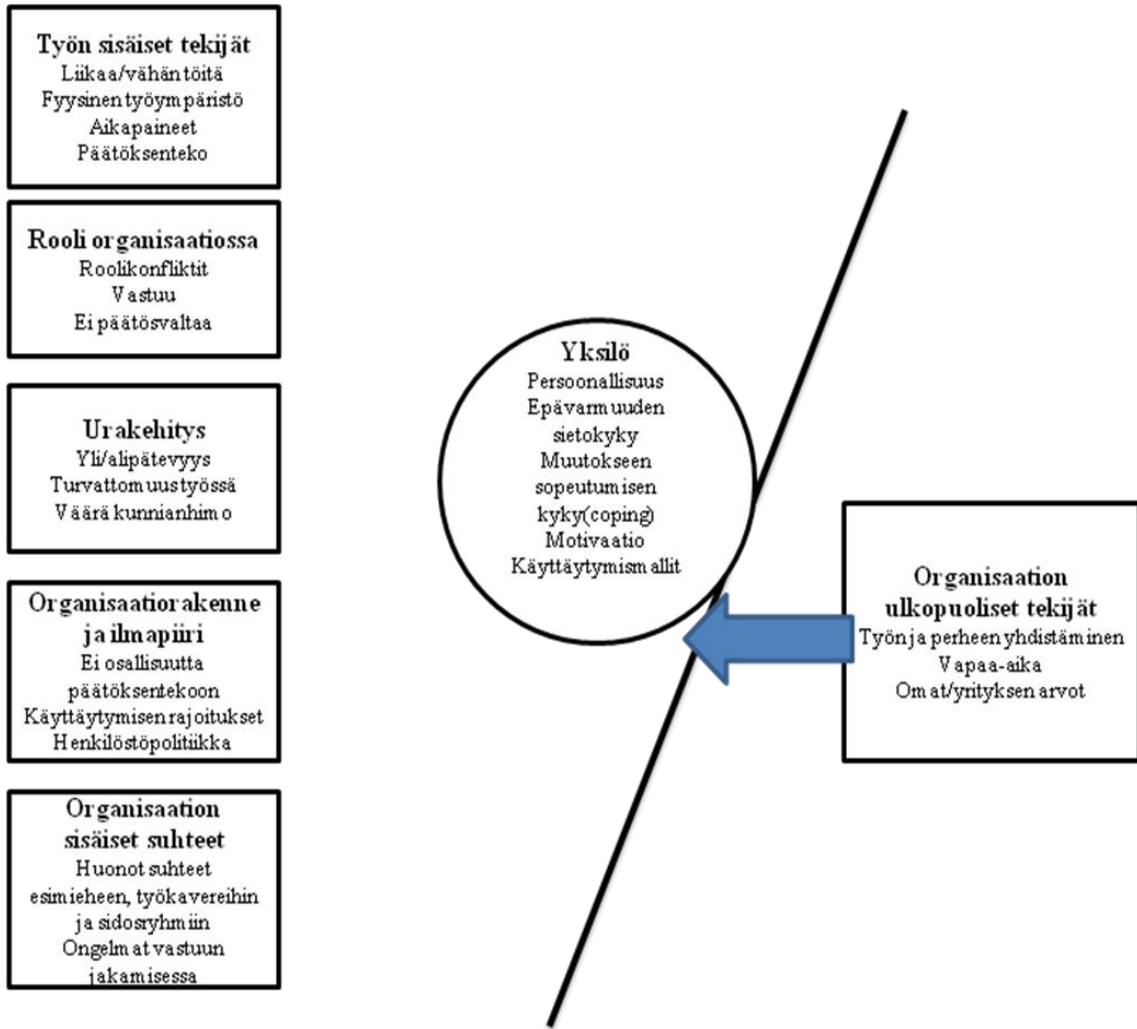 Työn sisäiset tekijät
Liikaa/vähän töitä
Fyysinen työympäristö
Aikapaineet
Päätöksenteko
Rooli organisaatiossa
Roolikonfliktit
Vastuu
Ei päätösvaltaa
Urakehitys
Yli/alipätevyys
Turvattomuus työssä
Väärä kunnianhimo
Organisaatiorakenne
ja ilmapiiri
Ei osallisuutta
päätöksentekoon
Käyttäytymisen rajoitukset
Henkilöstöpolitiikka
Organisaation
sisäiset suhteet
Huonot suhteet
esimieheen, työkavereihin
ja sidosryhmiin
Ongelmat vastuun
jakamisessa
Yksilö
Persoonallisuus
Epävarmuuden
sietokyky
Muutokseen
sopeutumisen
kyky(coping)
Motivaatio
Käyttäytymismallit
Organisaation
ulkopuoliset tekijät
Työn ja perheen yhdistäminen
Vapaa-aika
Omat/yrityksen arvot